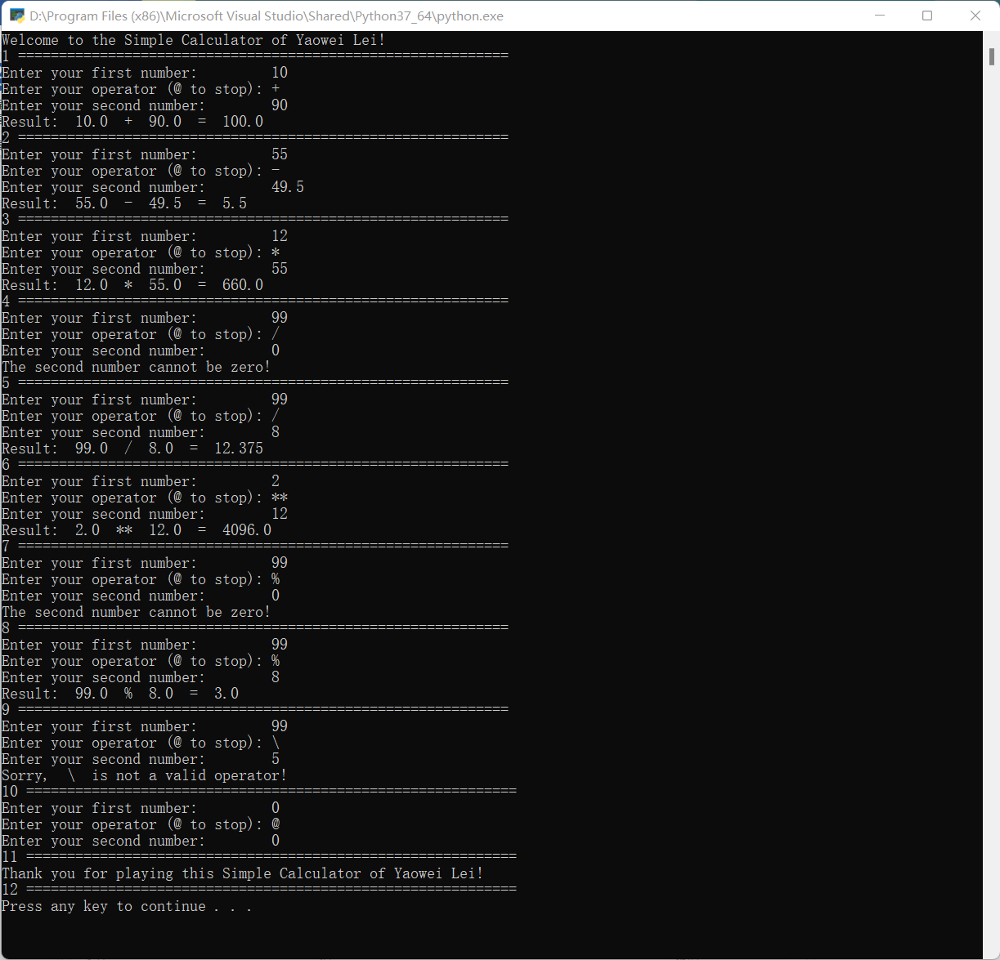 D:\Program Files (x86)\Microsoft Visual Studio\Shared\Python37_64\python.exe
Welcome to the Simple Calculator of Yaowei Lei!
1 ============================================================
Enter your first number:         10
Enter your operator (@ to stop): +
Enter your second number:        90
Result:  10.0  +  90.0  =  100.0
2 ============================================================
Enter your first number:         55
Enter your operator (@ to stop): -
Enter your second number:        49.5
Result:  55.0  -  49.5  =  5.5
3 ============================================================
Enter your first number:         12
Enter your operator (@ to stop): *
Enter your second number:        55
Result:  12.0  *  55.0  =  660.0
4 ============================================================
Enter your first number:         99
Enter your operator (@ to stop): /
Enter your second number:        0
The second number cannot be zero!
5 ============================================================
Enter your first number:         99
Enter your operator (@ to stop): /
Enter your second number:        8
Result:  99.0  /  8.0  =  12.375
6 ============================================================
Enter your first number:         2
Enter your operator (@ to stop): **
Enter your second number:        12
Result:  2.0  **  12.0  =  4096.0
7 ============================================================
Enter your first number:         99
Enter your operator (@ to stop): %
Enter your second number:        0
The second number cannot be zero!
8 ============================================================
Enter your first number:         99
Enter your operator (@ to stop): %
Enter your second number:        8
Result:  99.0  %  8.0  =  3.0
9 ============================================================
Enter your first number:         99
Enter your operator (@ to stop): \
Enter your second number:        5
Sorry,  \  is not a valid operator!
10 ============================================================
Enter your first number:         0
Enter your operator (@ to stop): @
Enter your second number:        0
11 ============================================================
Thank you for playing this Simple Calculator of Yaowei Lei!
12 ============================================================
Press any key to continue . . .